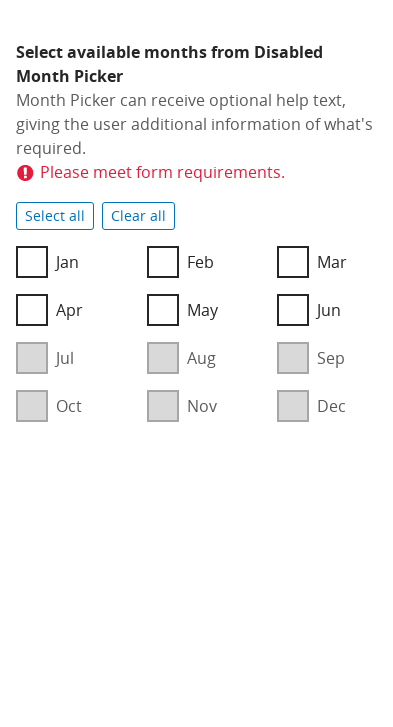 Select available months from Disabled
Month Picker
Month Picker can receive optional help text,
giving the user additional information of what's
required.
Please meet form requirements.
Select all Clear all
Jan Feb Mar
Apr May Jun
Jul Aug Sep
Oct Nov Dec